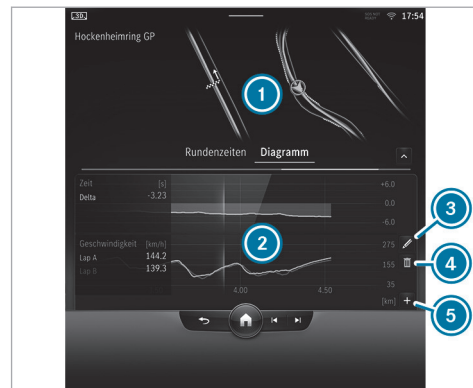 3D
17:54
Hockenheimring GP
1
Rundenzeiten Diagramm
Zeit [s]
Delta -3.23
+6.0
0.0
-6.0
3
Geschwindigkeit [km/h]
Lap A 144.2
Lap B 139.3
2
275
155
35
4
4.00 4.50 [km]
5